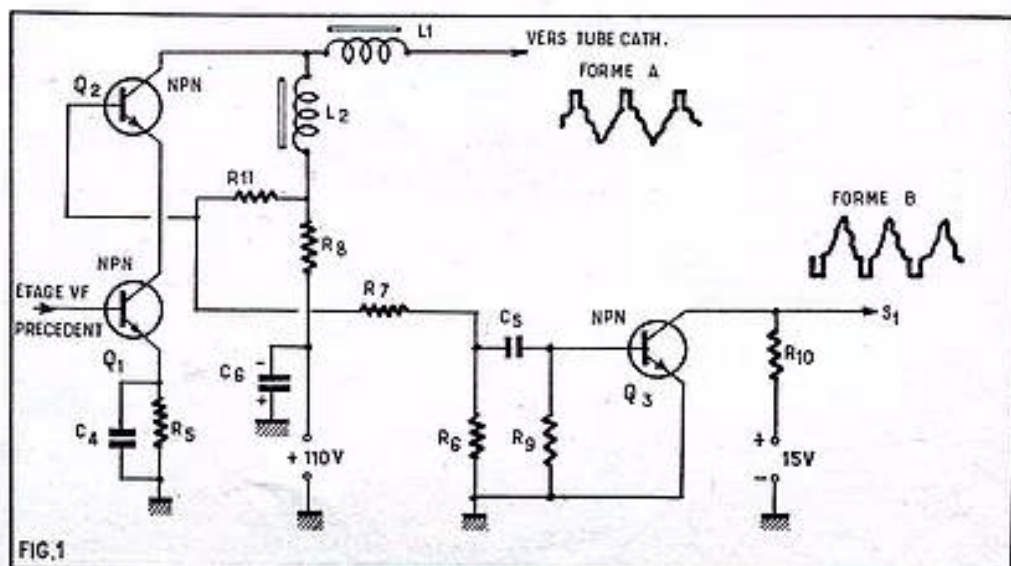 L1
VERS TUBE CATH.
FORME A
Q2
NPN
L2
R11
R8
FORME B
NPN
ÉTAGE VF
PRECEDENT
Q1
R7
C5
NPN
S1
Q3
R10
C4
R5
C6
-
+
+110V
R6
R9
+
15V
-
FIG.1